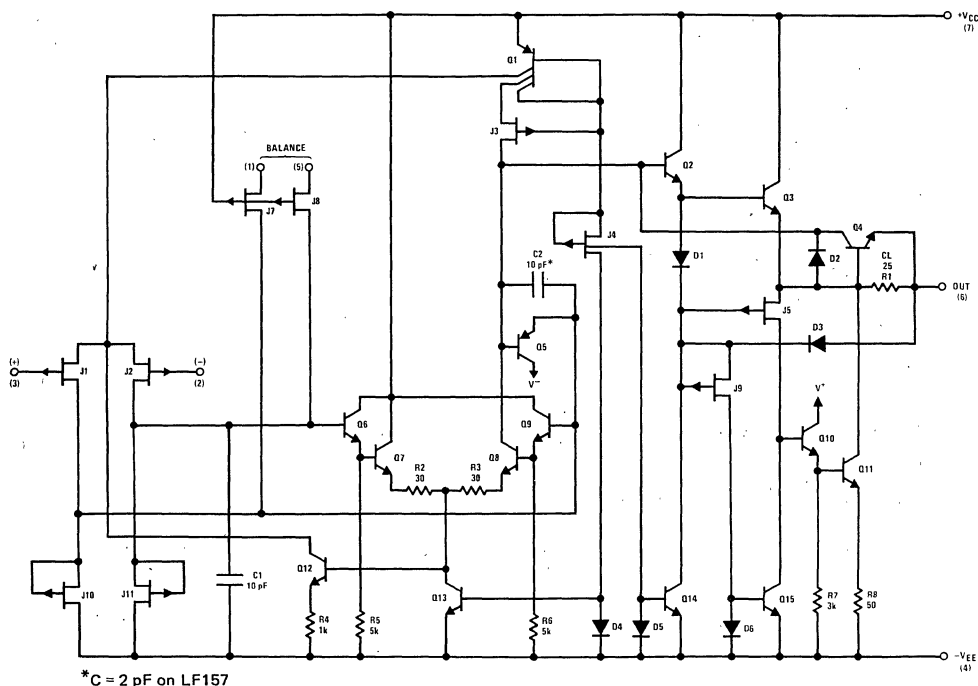 +VCC
(7)
Q1
J3
BALANCE
(1)
(5)
J7
J8
Q2
Q3
J4
Q4
D1
D2
CL
25
R1
OUT
(6)
C2
10 pF*
J5
D3
Q5
V−
(+)
(3)
J1
J2
(−)
(2)
J9
V+
Q6
Q7
Q9
Q8
R2
30
R3
30
Q10
Q11
Q12
C1
10 pF
J10
J11
R4
1k
R5
5k
Q13
R6
5k
D4
D5
Q14
D6
Q15
R7
3k
R8
50
−VEE
(4)
*C = 2 pF on LF157